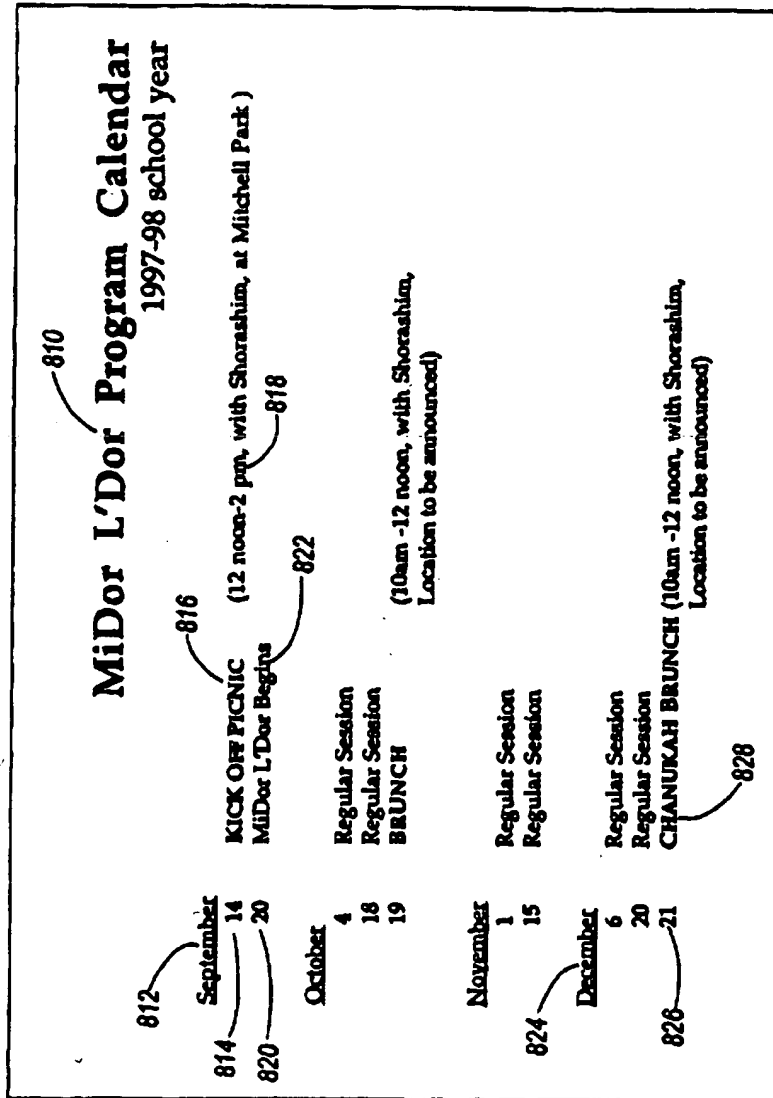 810
MiDor L'Dor Program Calendar
1997-98 school year
812
September
816
814
14 KICK OFF PICNIC (12 noon-2 pm, with Shorashim, at Mitchell Park )
818
820
20 MiDor L'Dor Begins
822
October
4 Regular Session
18 Regular Session
19 BRUNCH (10am -12 noon, with Shorashim,
Location to be announced)
November
1 Regular Session
15 Regular Session
824
December
6 Regular Session
20 Regular Session
826
21 CHANUKAH BRUNCH (10am -12 noon, with Shorashim,
Location to be announced)
828